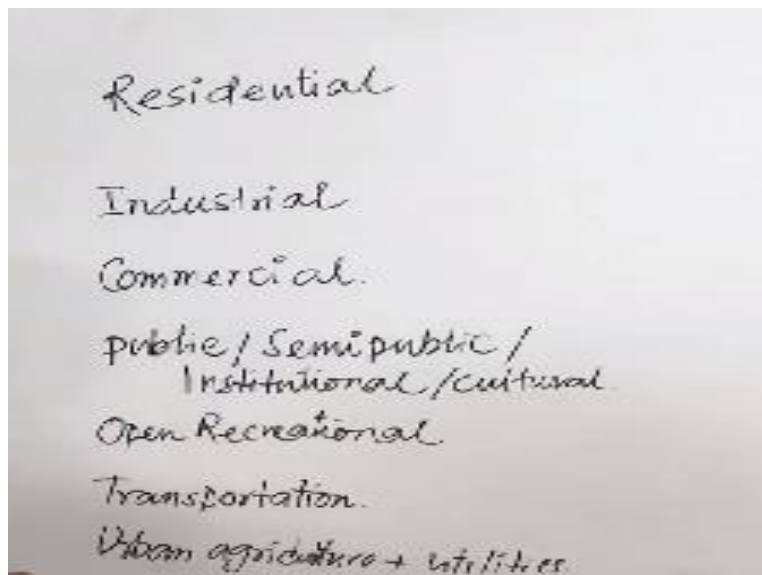 Residential
Industrial
Commercial.
public / Semipublic /
Institutional / cultural
Open Recreational.
Transportation.
Urban agriculture + utilities